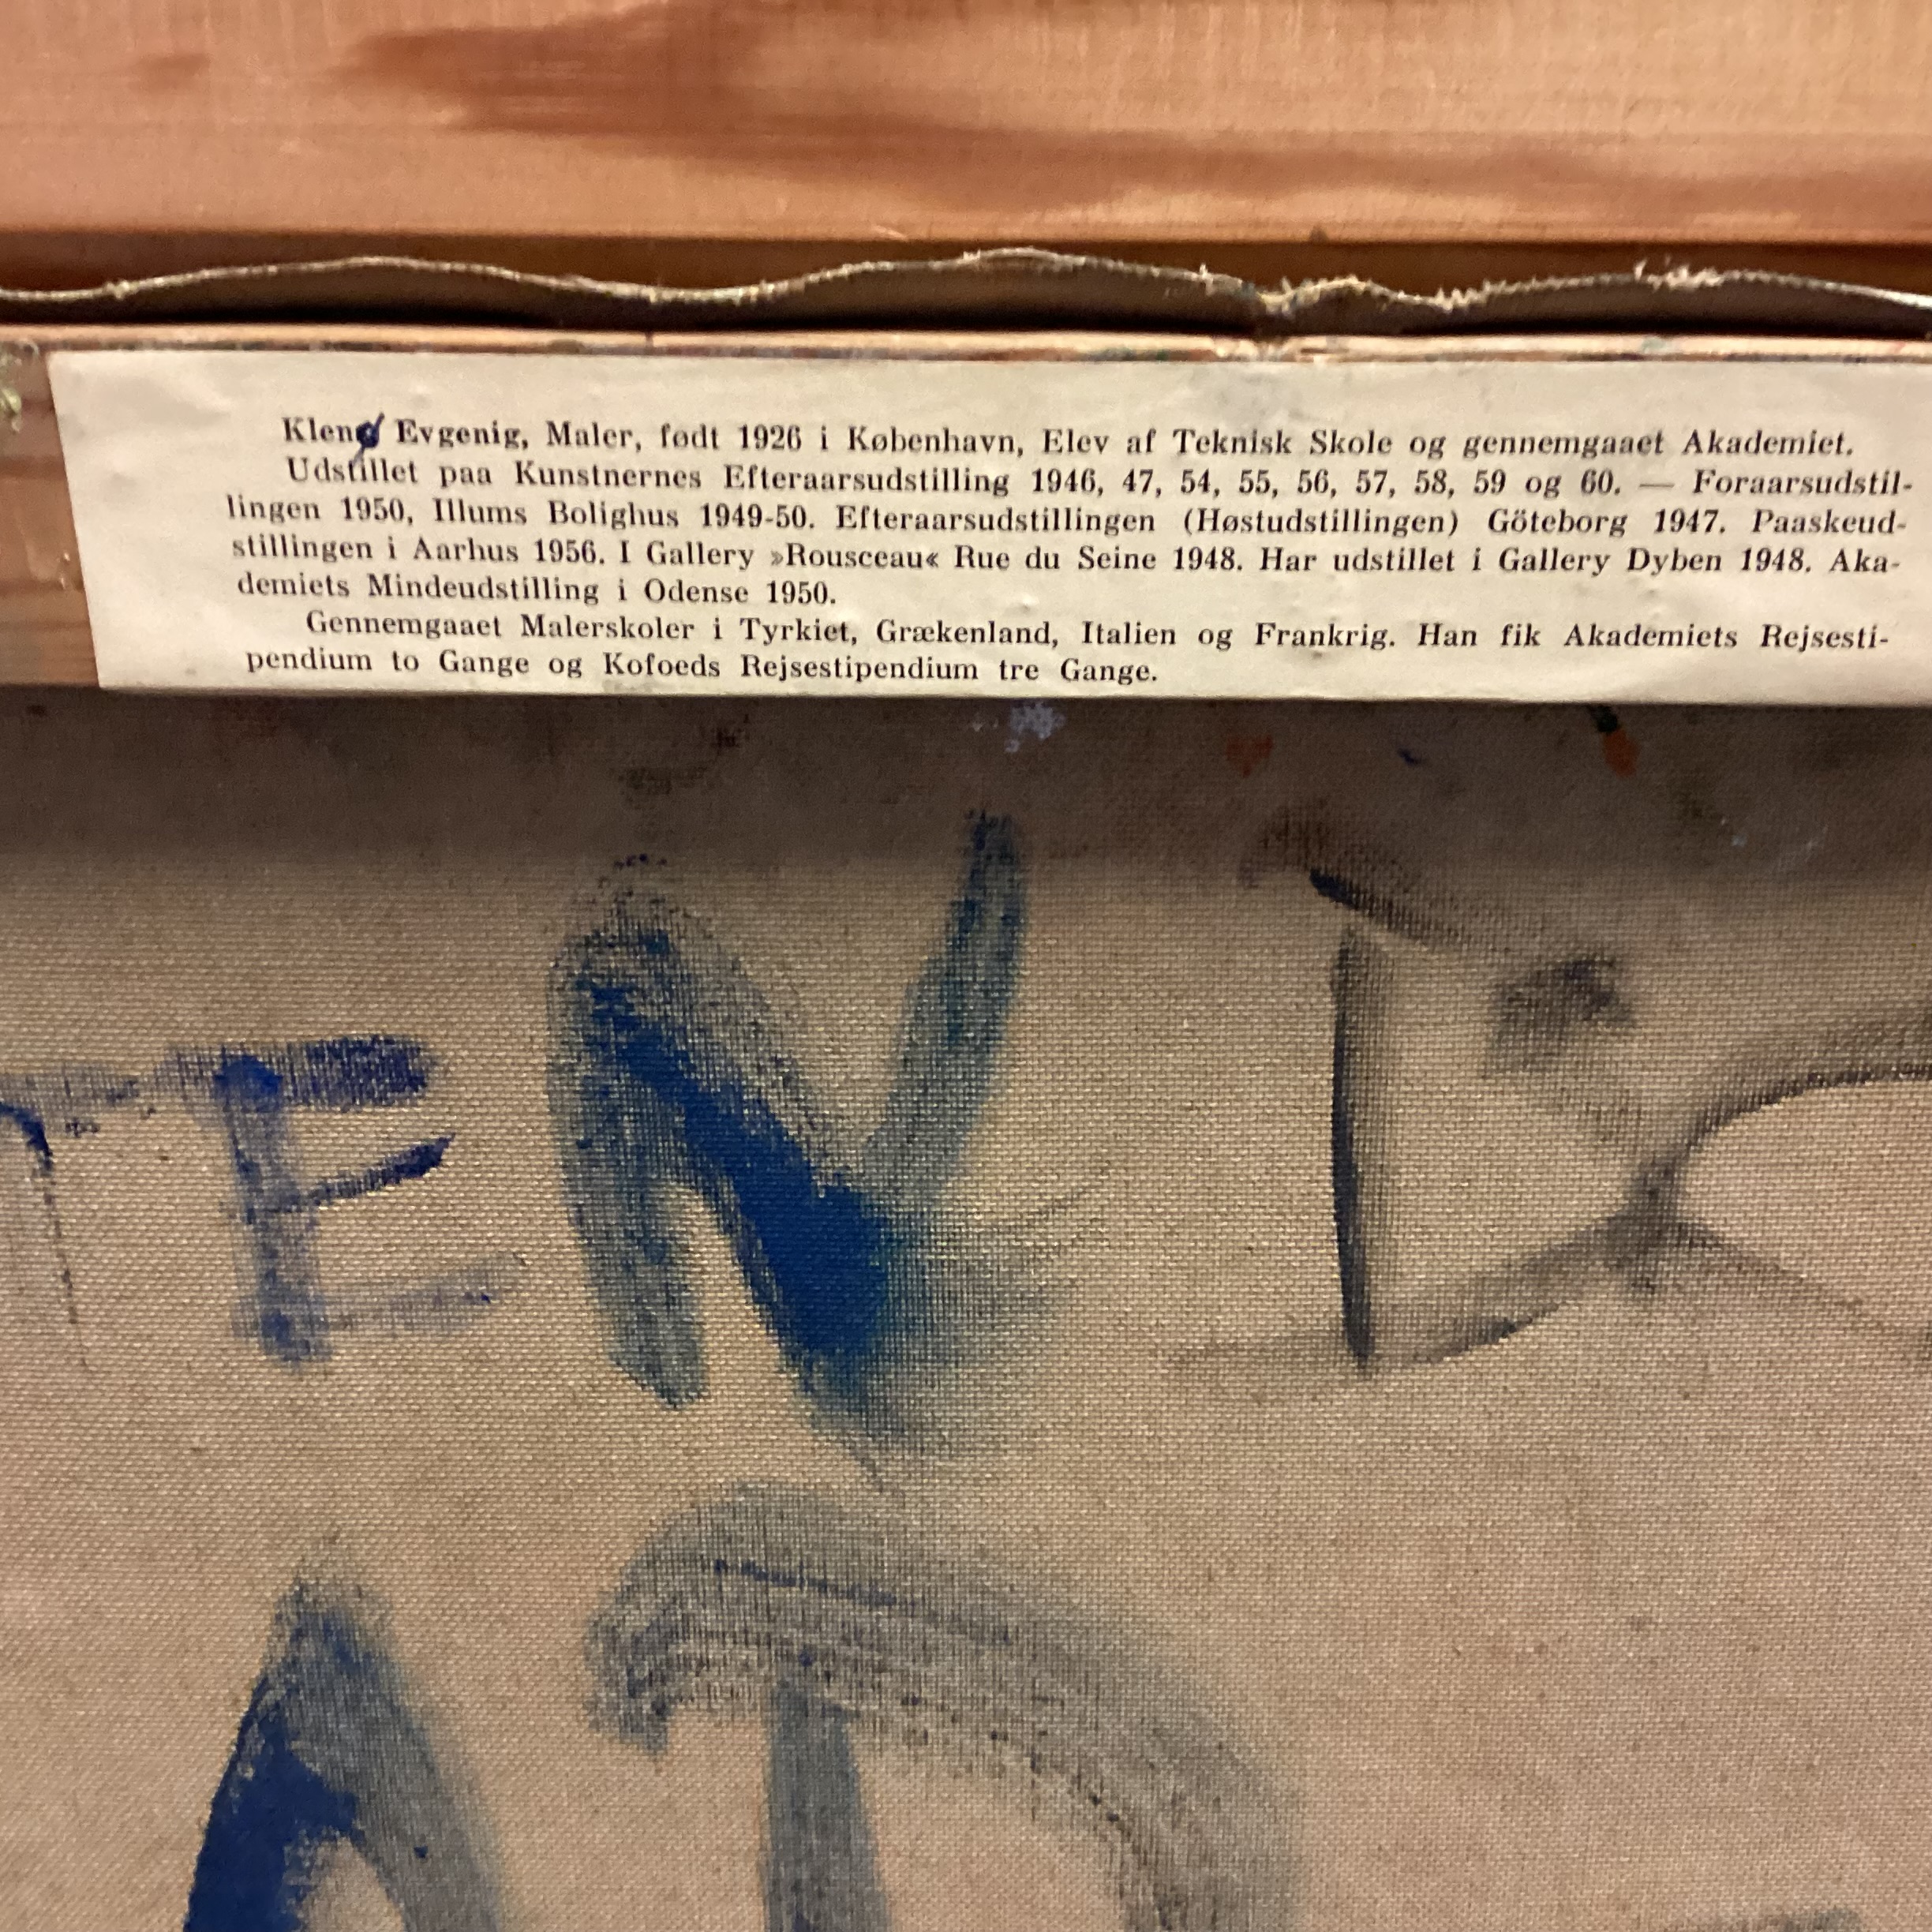 Klenø Evgenig, Maler, født 1926 i København, Elev af Teknisk Skole og gennemgaaet Akademiet.
Udstillet paa Kunstnernes Efteraarsudstilling 1946, 47, 54, 55, 56, 57, 58, 59 og 60. — Foraarsudstil-
lingen 1950, Illums Bolighus 1949-50. Efteraarsudstillingen (Høstudstillingen) Göteborg 1947. Paaskeud-
stillingen i Aarhus 1956. I Gallery »Rousceau« Rue du Seine 1948. Har udstillet i Gallery Dyben 1948. Aka-
demiets Mindeudstilling i Odense 1950.
Gennemgaaet Malerskoler i Tyrkiet, Grækenland, Italien og Frankrig. Han fik Akademiets Rejsesti-
pendium to Gange og Kofoeds Rejsestipendium tre Gange.